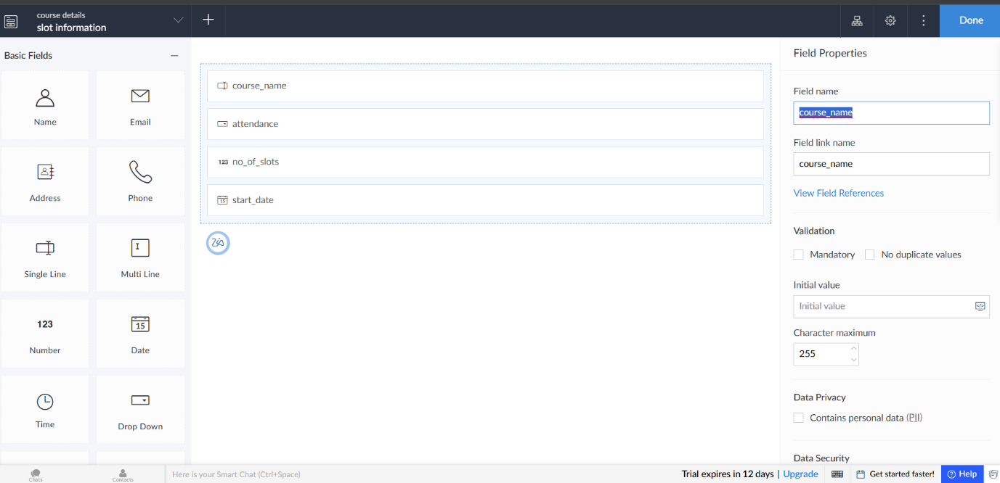 course details
slot information
Done
Basic Fields
Name
Email
Address
Phone
Single Line
Multi Line
123
Number
15
Date
Time
Drop Down
course_name
attendance
123 no_of_slots
15 start_date
Zia
Field Properties
Field name
course_name
Field link name
course_name
View Field References
Validation
Mandatory
No duplicate values
Initial value
Initial value
Character maximum
255
Data Privacy
Contains personal data (PII)
Data Security
Chats
Contacts
Here is your Smart Chat (Ctrl+Space)
Trial expires in 12 days | Upgrade
Get started faster!
Help